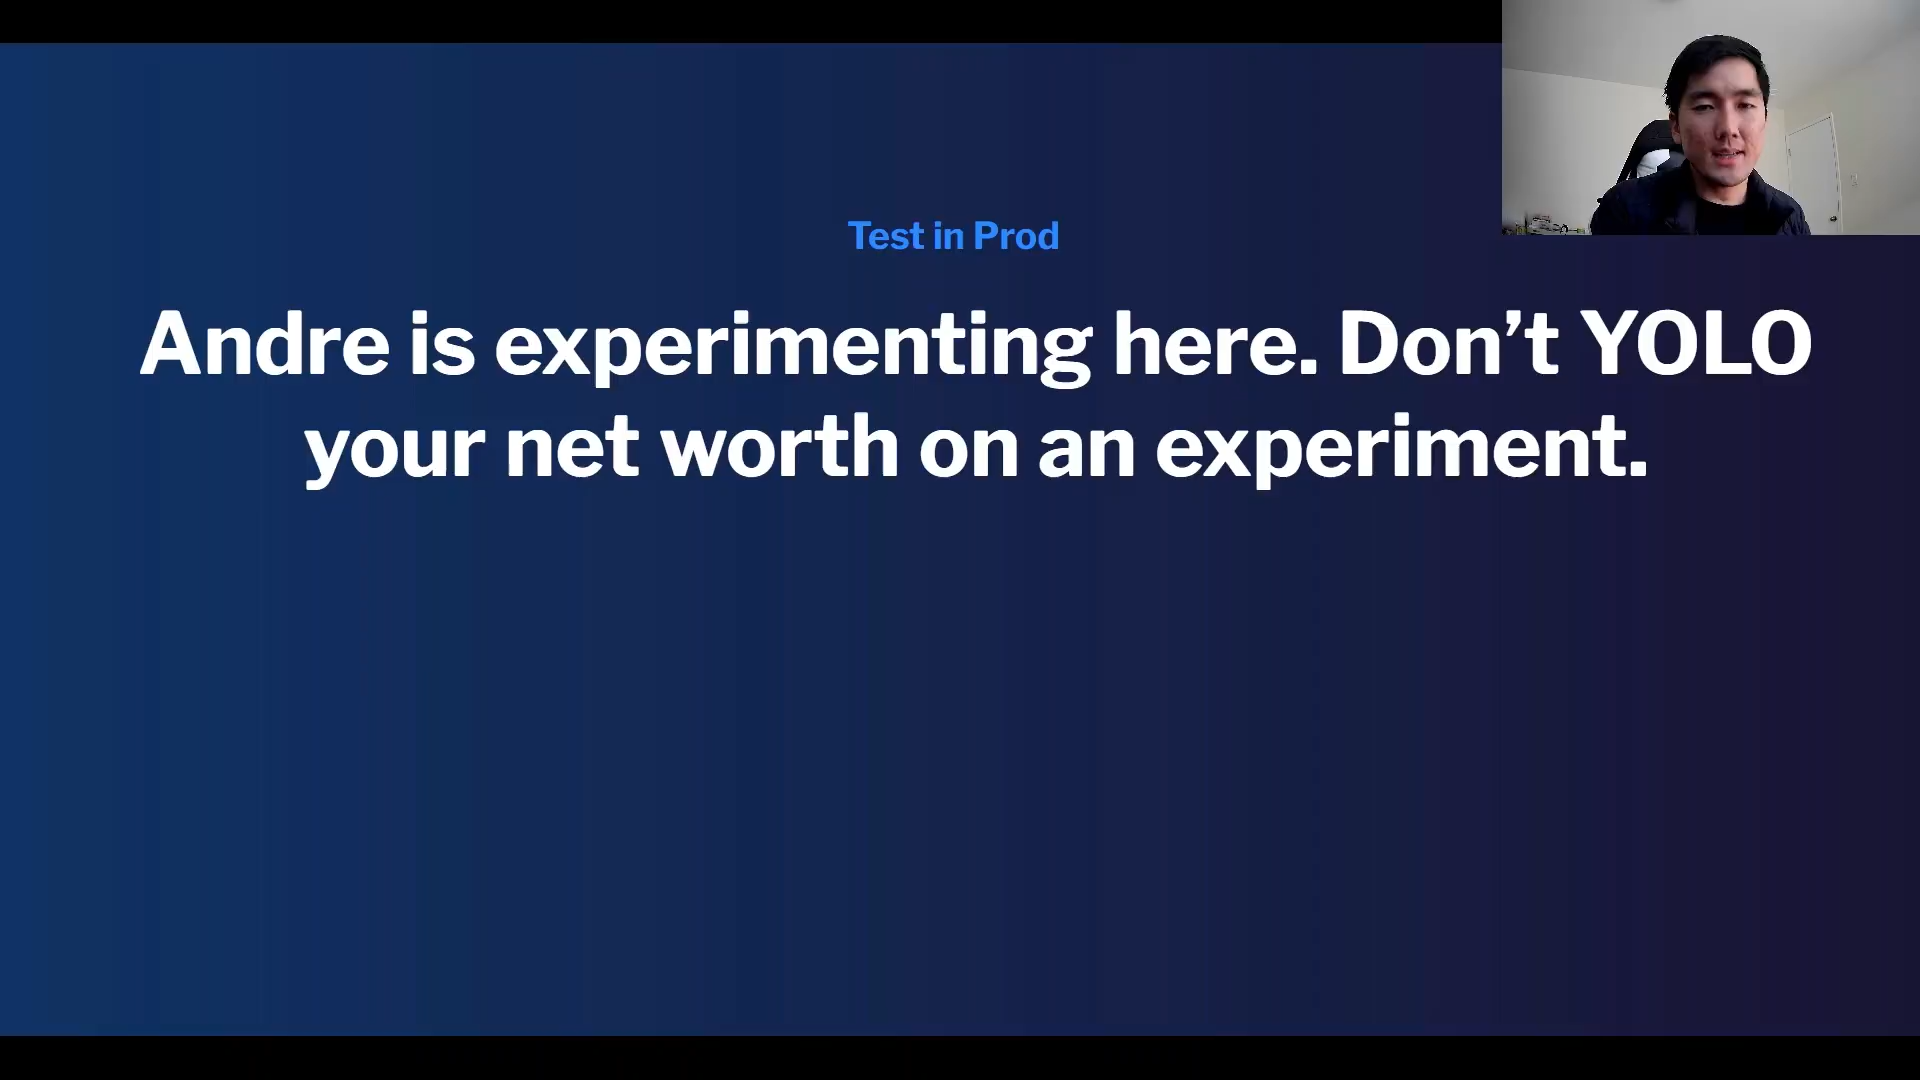 Test in Prod
Andre is experimenting here. Don’t YOLO
your net worth on an experiment.